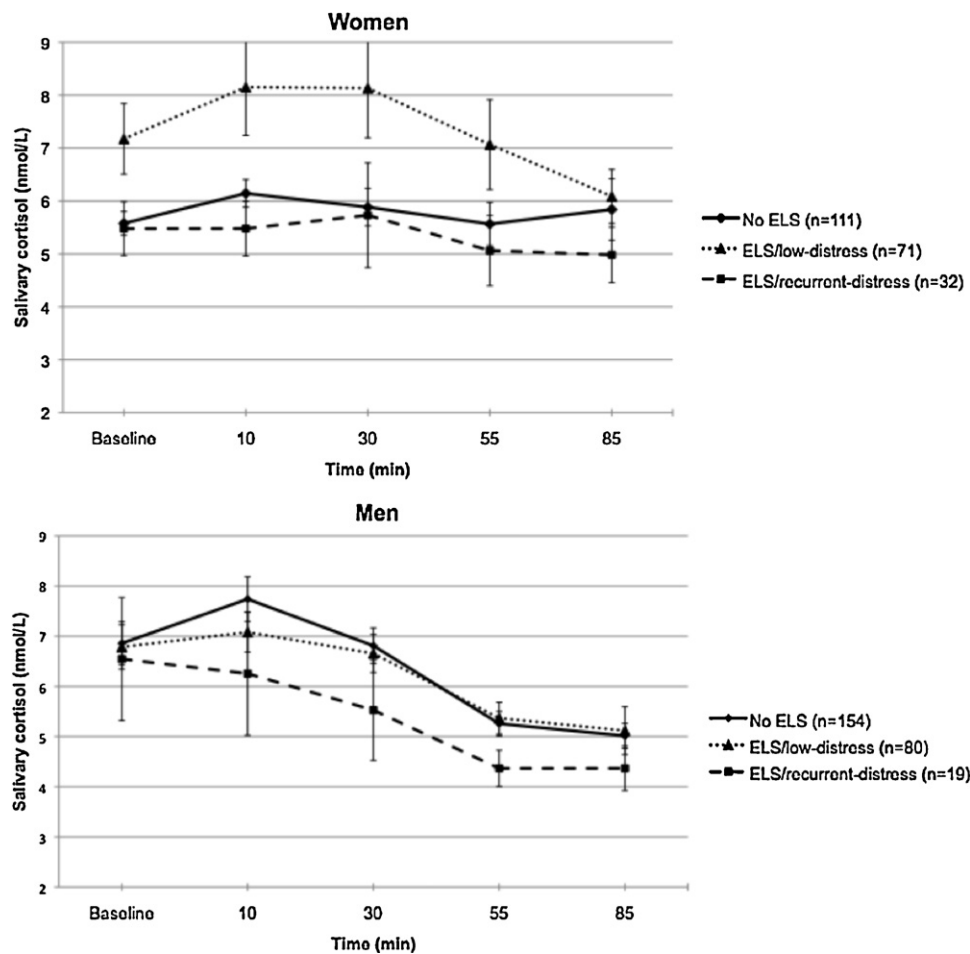 Women
9
8
7
6
5
4
3
2
Salivary cortisol (nmol/L)
Baseline
10
30
55
85
Time (min)
No ELS (n=111)
ELS/low-distress (n=71)
ELS/recurrent-distress (n=32)
Men
9
8
7
6
5
4
3
2
Salivary cortisol (nmol/L)
Baseline
10
30
55
85
Time (min)
No ELS (n=154)
ELS/low-distress (n=80)
ELS/recurrent-distress (n=19)